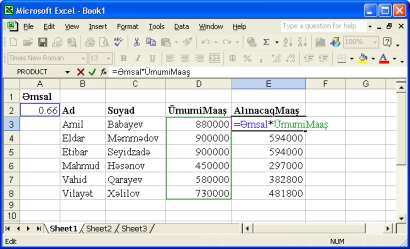 Microsoft Excel - Book1
File Edit View Insert Format Tools Data Window Help Type a question for help
Times New Roman 12
PRODUCT =Əmsal*ÜmumiMaaş
A B C D E F G
1 Əmsal
2 0.66 Ad Soyad ÜmumiMaaş AlınacaqMaaş
3 Amil Babayev 880000 =Əmsal*ÜmumiMaaş
4 Eldar Məmmədov 900000 594000
5 Etibar Seyidzadə 900000 594000
6 Mahmud Həsənov 450000 297000
7 Vahid Qarayev 580000 382800
8 Vilayət Xəlilov 730000 481800
9
10
Sheet1 Sheet2 Sheet3
Edit NUM